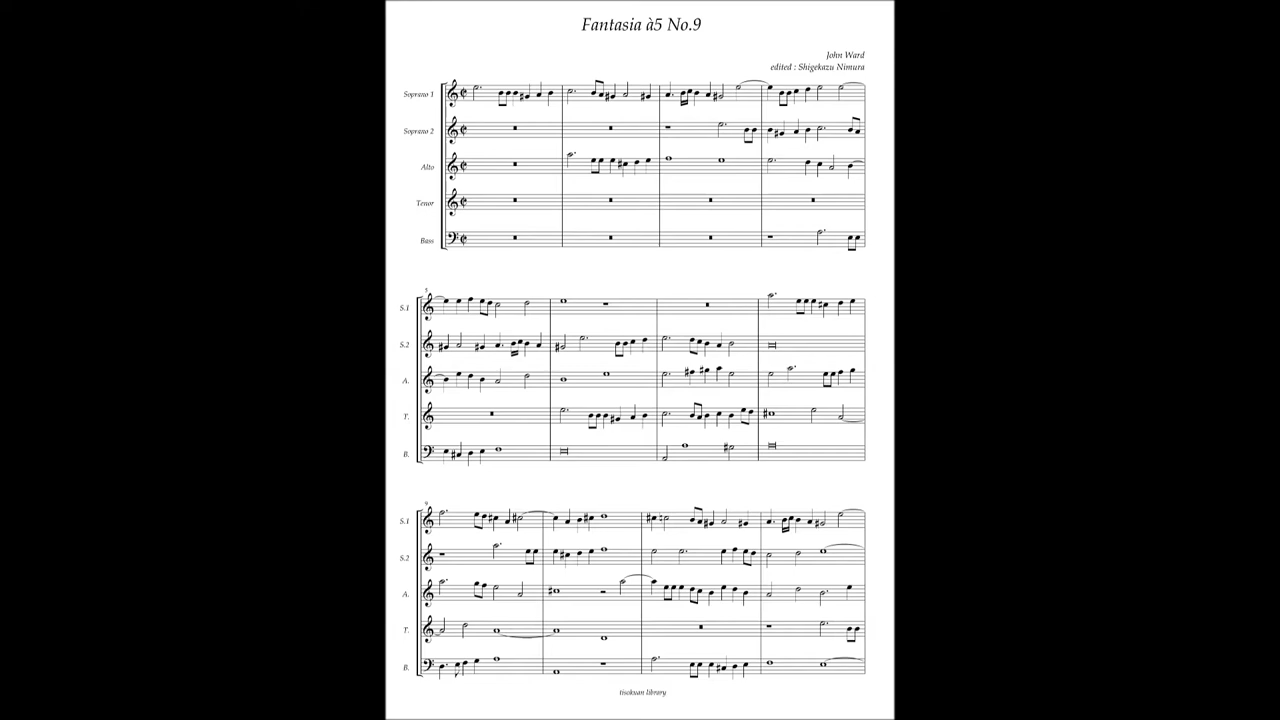 Fantasia à5 No.9
John Ward
edited : Shigekazu Nimura
Soprano 1
Soprano 2
Alto
Tenor
Bass
5
S.1
S.2
A.
T.
B.
9
S.1
S.2
A.
T.
B.
tisokuan library